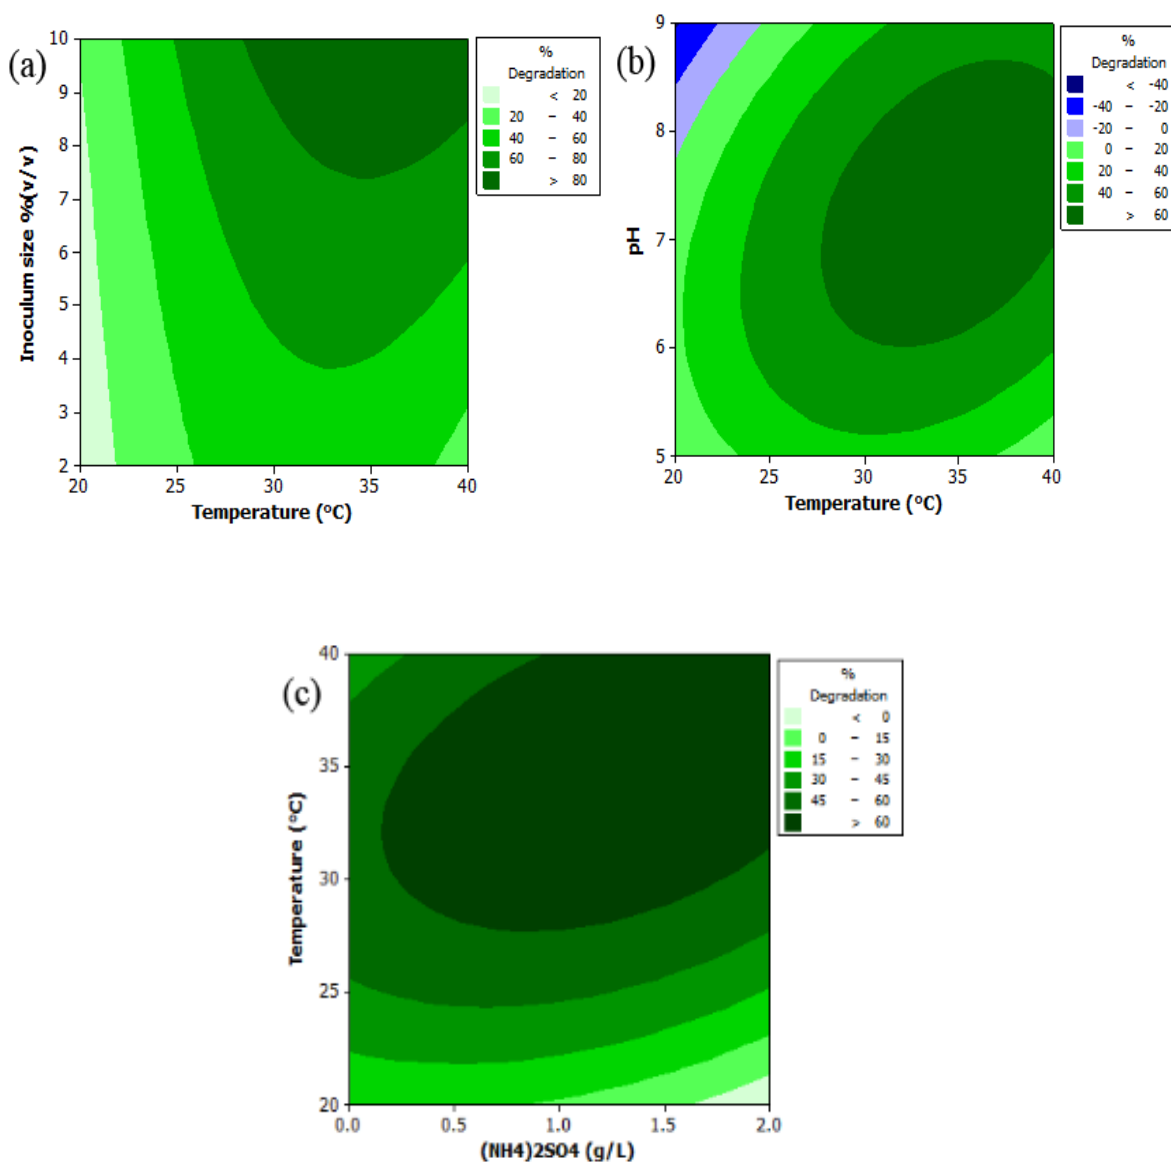 (a)
10
9
8
7
6
5
4
3
2
Inoculum size %(v/v)
20 25 30 35 40
Temperature (°C)
%
Degradation
< 20
20 – 40
40 – 60
60 – 80
> 80
(b)
9
8
7
6
5
pH
20 25 30 35 40
Temperature (°C)
%
Degradation
< -40
-40 – -20
-20 – 0
0 – 20
20 – 40
40 – 60
> 60
(c)
40
35
30
25
20
Temperature (°C)
0.0 0.5 1.0 1.5 2.0
(NH4)2SO4 (g/L)
%
Degradation
< 0
0 – 15
15 – 30
30 – 45
45 – 60
> 60